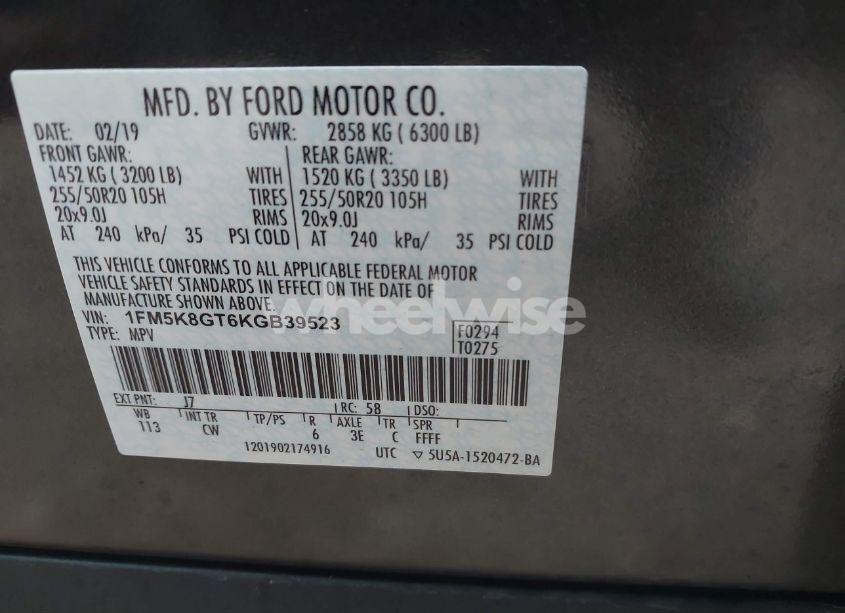 MFD. BY FORD MOTOR CO.
DATE: 02/19 GVWR: 2858 KG ( 6300 LB)
FRONT GAWR: REAR GAWR:
1452 KG ( 3200 LB) WITH 1520 KG ( 3350 LB) WITH
255/50R20 105H TIRES 255/50R20 105H TIRES
20x9.0J RIMS 20x9.0J RIMS
AT 240 kPa/ 35 PSI COLD AT 240 kPa/ 35 PSI COLD
THIS VEHICLE CONFORMS TO ALL APPLICABLE FEDERAL MOTOR
VEHICLE SAFETY STANDARDS IN EFFECT ON THE DATE OF
MANUFACTURE SHOWN ABOVE.
VIN: 1FM5K8GT6KGB39523 F0294
TYPE: MPV T0275
EXT PNT: J7 RC: 58 DSO:
WB INT TR TP/PS R AXLE TR SPR
113 CW 6 3E C FFFF
1201902174916 UTC ▽ 5U5A-1520472-BA
wheelwise